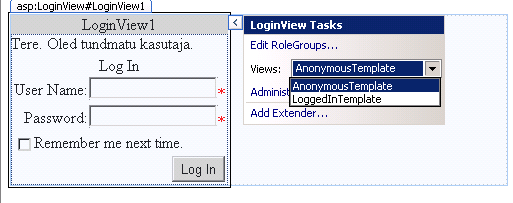 asp:LoginView#LoginView1
LoginView1
Tere. Oled tundmatu kasutaja.
Log In
User Name: *
Password: *
Remember me next time.
Log In
LoginView Tasks
Edit RoleGroups...
Views: AnonymousTemplate
AnonymousTemplate
LoggedInTemplate
Administ
Add Extender...